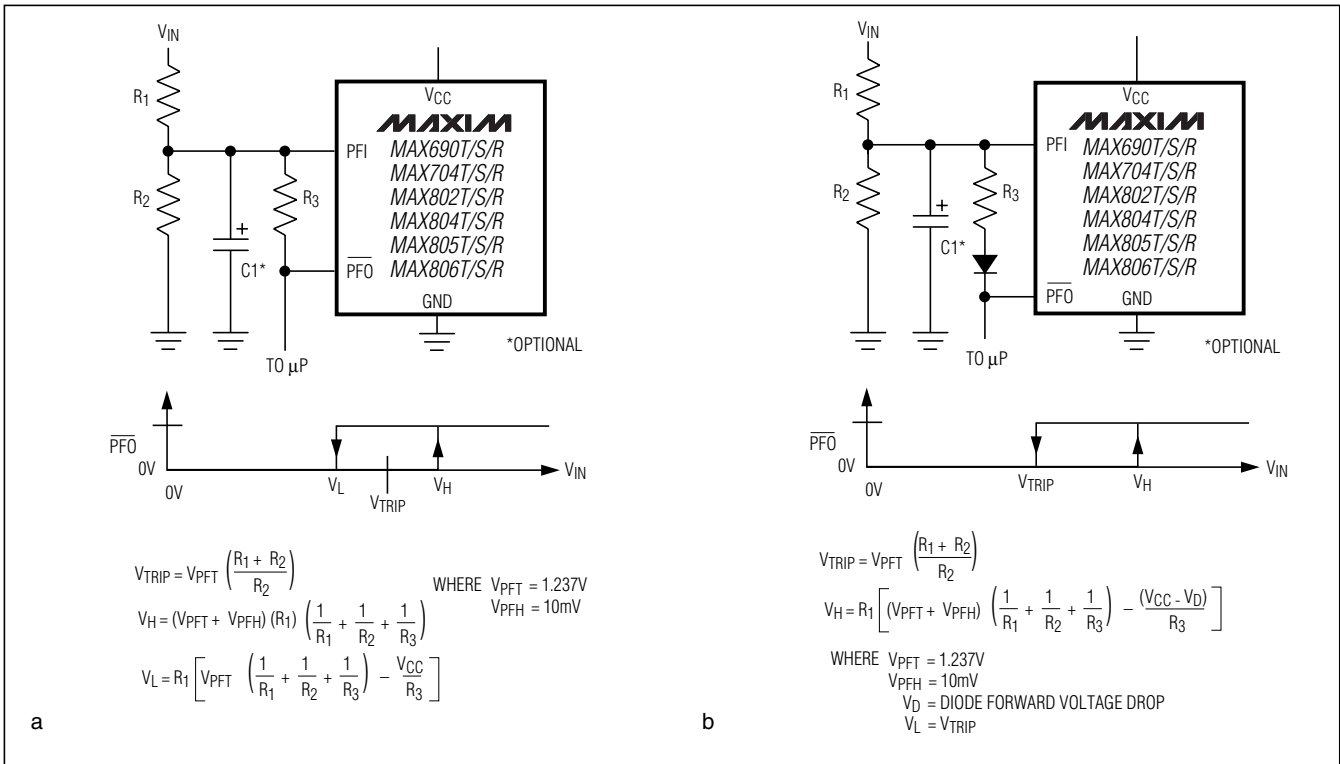 VIN
R1
VCC
MAXIM
PFI
MAX690T/S/R
MAX704T/S/R
MAX802T/S/R
MAX804T/S/R
MAX805T/S/R
MAX806T/S/R
R2
R3
+
C1*
PFO
GND
*OPTIONAL
TO μP
PFO
0V
0V
VL
VTRIP
VH
VIN
VTRIP = VPFT (R1 + R2 / R2)
WHERE VPFT = 1.237V
VPFH = 10mV
VH = (VPFT + VPFH) (R1) (1/R1 + 1/R2 + 1/R3)
VL = R1 [VPFT (1/R1 + 1/R2 + 1/R3) – VCC/R3]
a
VIN
R1
VCC
MAXIM
PFI
MAX690T/S/R
MAX704T/S/R
MAX802T/S/R
MAX804T/S/R
MAX805T/S/R
MAX806T/S/R
R2
R3
+
C1*
PFO
GND
*OPTIONAL
TO μP
PFO
0V
0V
VTRIP
VH
VIN
VTRIP = VPFT (R1 + R2 / R2)
VH = R1 [(VPFT + VPFH) (1/R1 + 1/R2 + 1/R3) – (VCC - VD)/R3]
WHERE VPFT = 1.237V
VPFH = 10mV
VD = DIODE FORWARD VOLTAGE DROP
VL = VTRIP
b